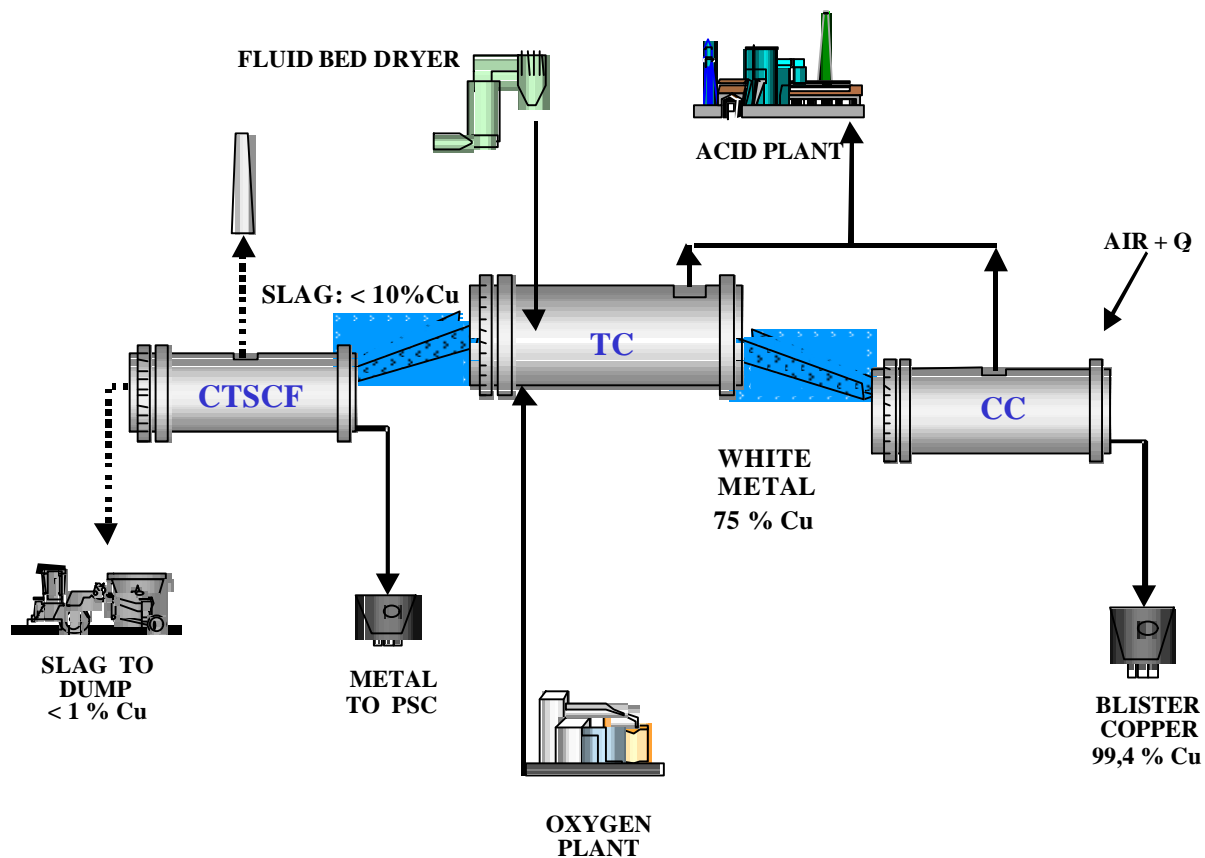 FLUID BED DRYER
ACID PLANT
AIR + O2
SLAG: < 10%Cu
TC
CTSCF
CC
WHITE
METAL
75 % Cu
SLAG TO
DUMP
< 1 % Cu
METAL
TO PSC
BLISTER
COPPER
99,4 % Cu
OXYGEN
PLANT